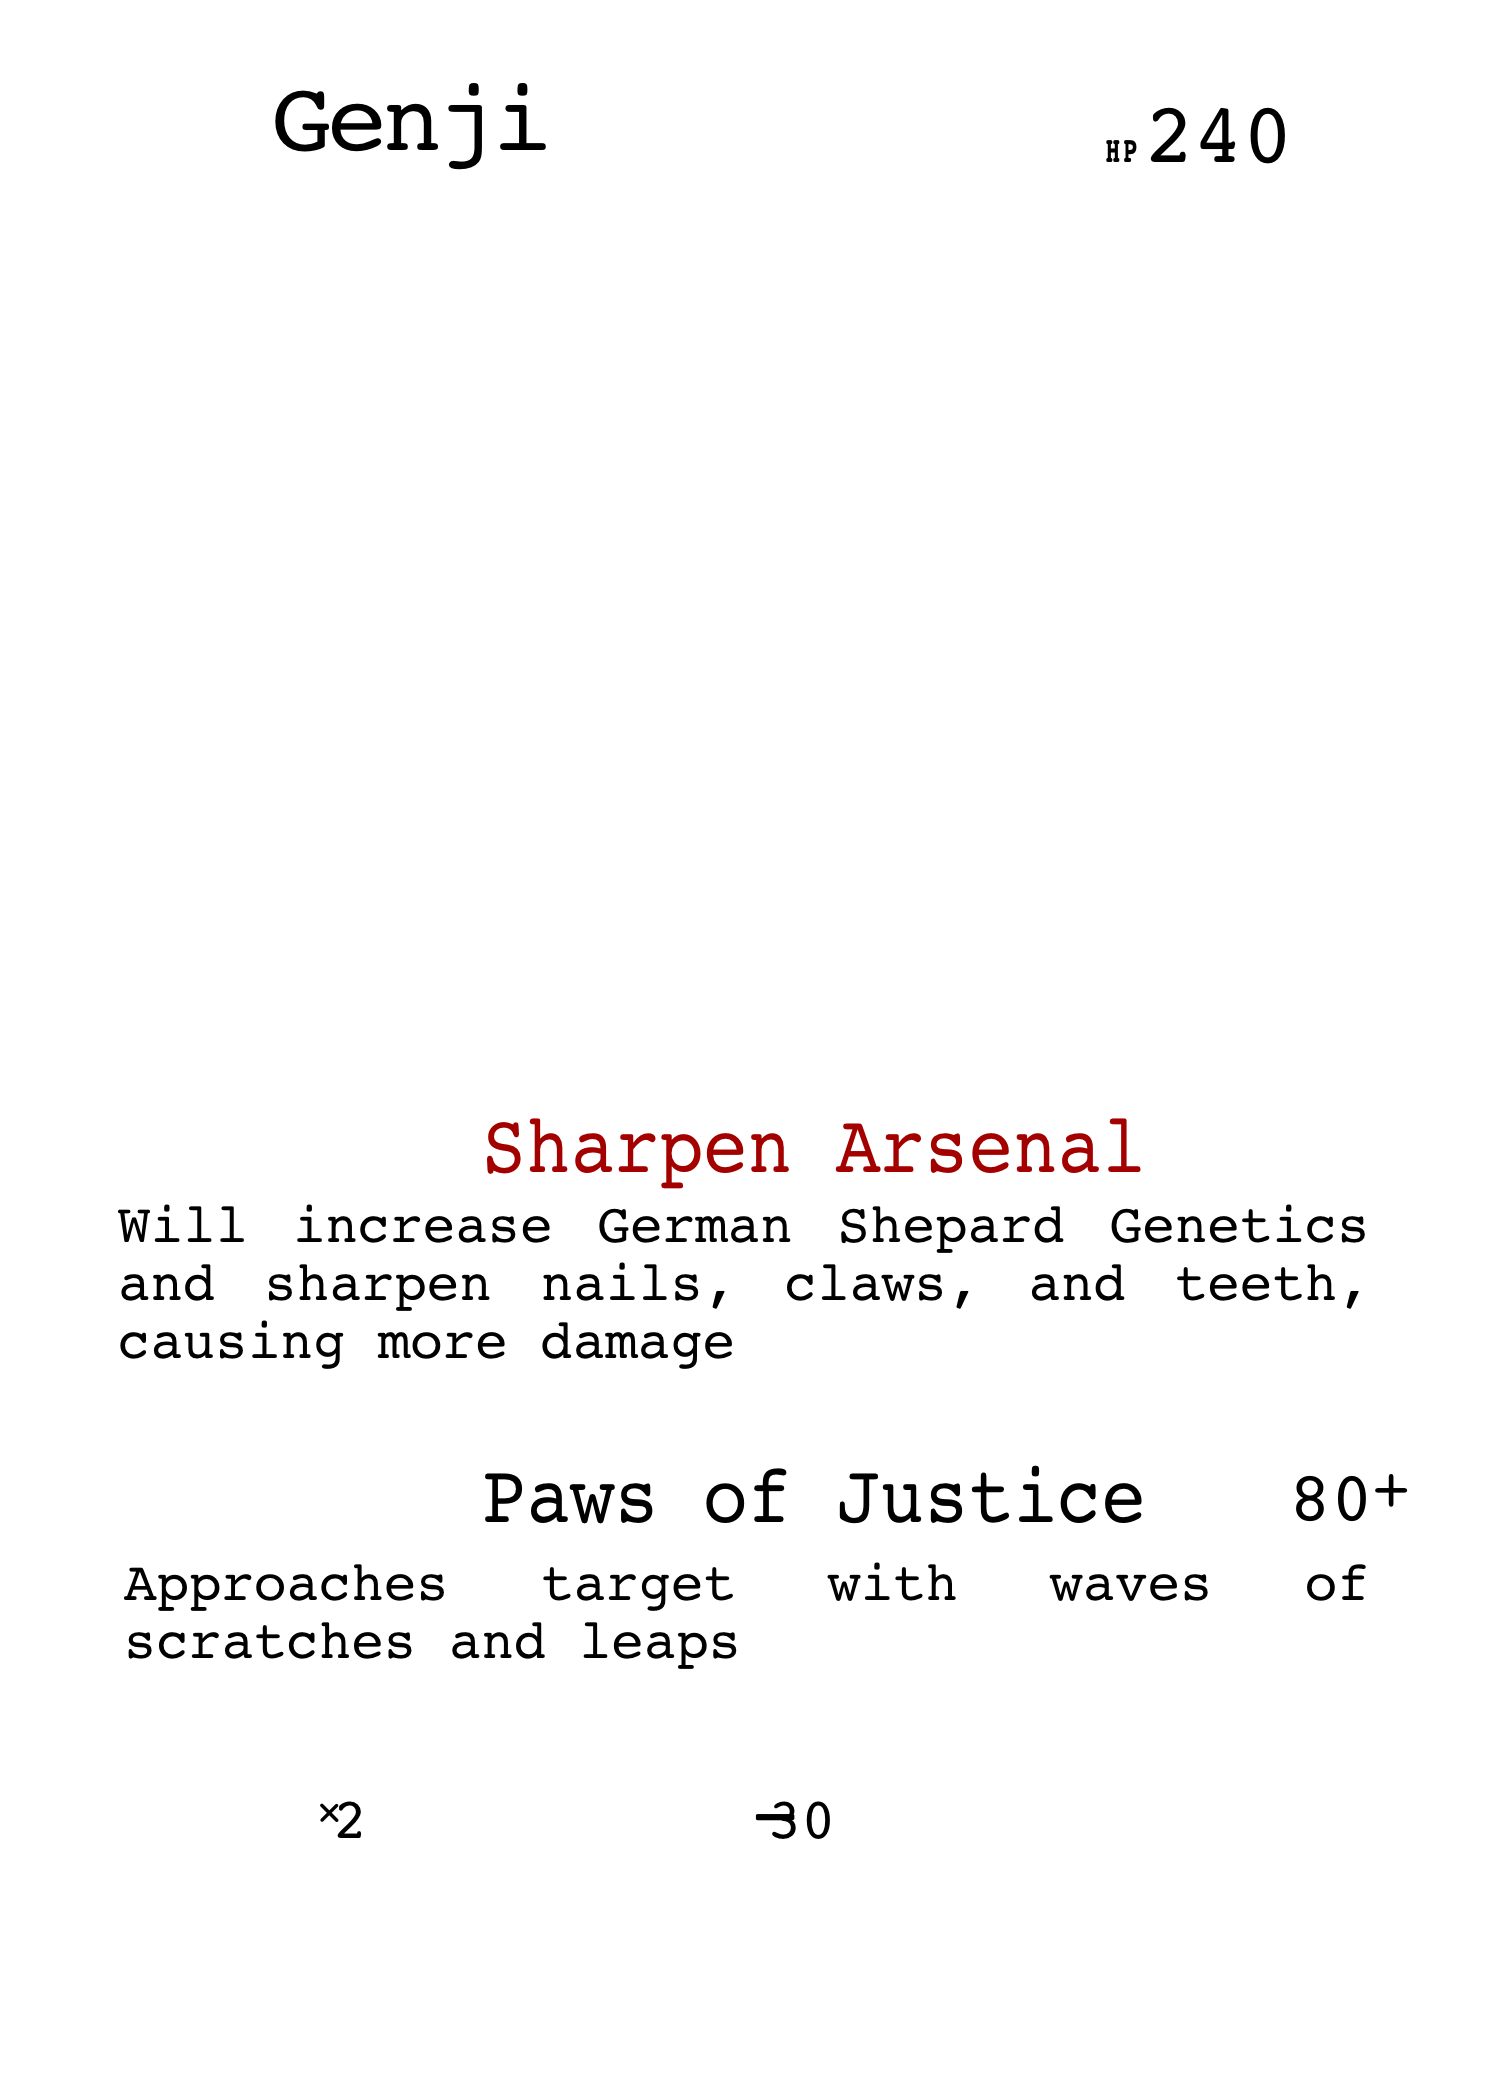 Genji
HP 240
Sharpen Arsenal
Will increase German Shepard Genetics
and sharpen nails, claws, and teeth,
causing more damage
Paws of Justice 80+
Approaches target with waves of
scratches and leaps
×2 -30